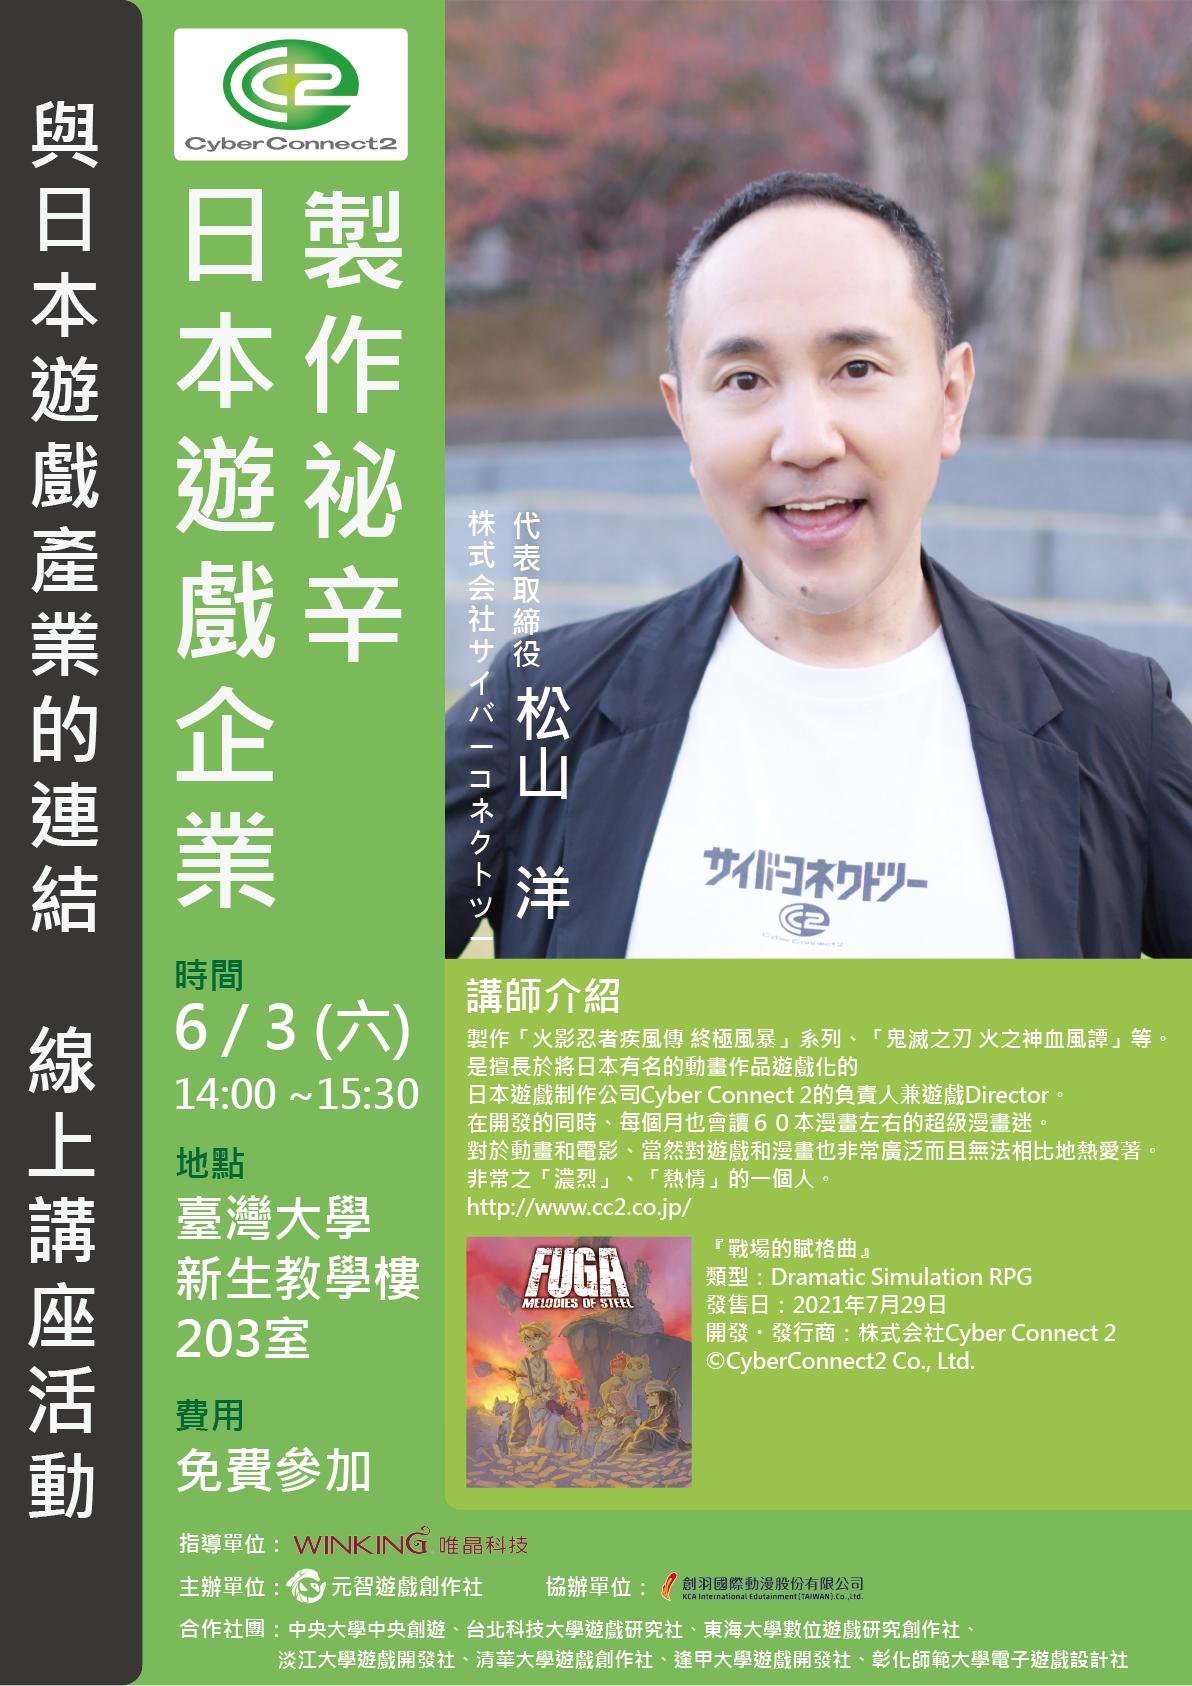 與日本遊戲產業的連結　線上講座活動
CyberConnect2
日本遊戲企業
製作祕辛
時間
6 / 3 (六)
14:00 ~15:30
地點
臺灣大學
新生教學樓
203室
費用
免費參加
株式会社サイバーコネクトツー
代表取締役 松山　洋
サイバーコネクトツー
CyberConnect2
講師介紹
製作「火影忍者疾風傳 終極風暴」系列、「鬼滅之刃 火之神血風譚」等。
是擅長於將日本有名的動畫作品遊戲化的
日本遊戲制作公司Cyber Connect 2的負責人兼遊戲Director。
在開發的同時、每個月也會讀６０本漫畫左右的超級漫畫迷。
對於動畫和電影、當然對遊戲和漫畫也非常廣泛而且無法相比地熱愛著。
非常之「濃烈」、「熱情」的一個人。
http://www.cc2.co.jp/
FUGA
MELODIES OF STEEL
『戰場的賦格曲』
類型：Dramatic Simulation RPG
發售日：2021年7月29日
開發・發行商：株式会社Cyber Connect 2
©CyberConnect2 Co., Ltd.
指導單位： WINKING 唯晶科技
主辦單位： 元智遊戲創作社 協辦單位： 創羽國際動漫股份有限公司
KCA International Edutainment (TAIWAN).Co.,Ltd.
合作社團：中央大學中央創遊、台北科技大學遊戲研究社、東海大學數位遊戲研究創作社、
淡江大學遊戲開發社、清華大學遊戲創作社、逢甲大學遊戲開發社、彰化師範大學電子遊戲設計社